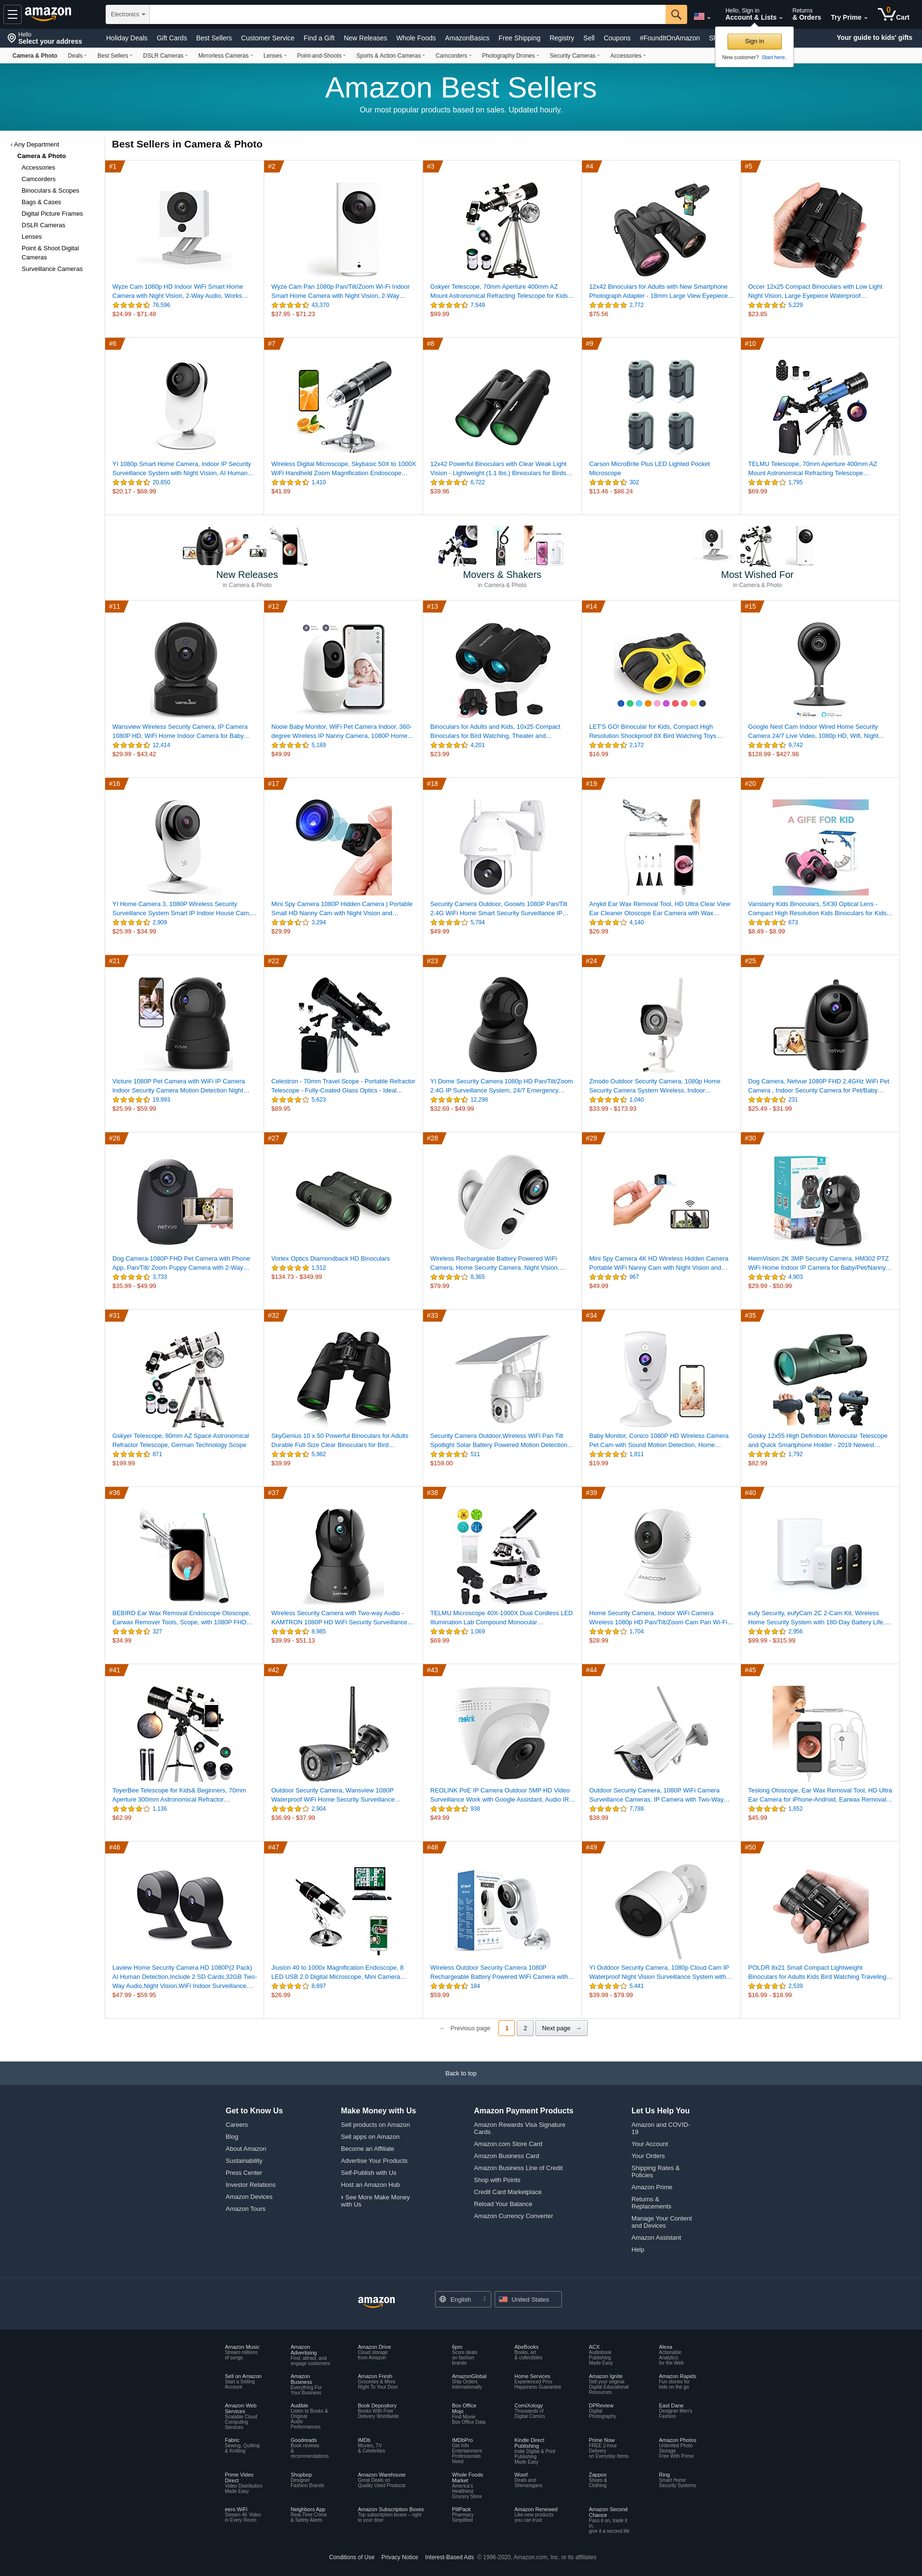 amazon
Electronics
Hello, Sign in
Account & Lists
Returns
& Orders
Try Prime
0
Cart
Hello
Select your address
Holiday Deals
Gift Cards
Best Sellers
Customer Service
Find a Gift
New Releases
Whole Foods
AmazonBasics
Free Shipping
Registry
Sell
Coupons
#FoundItOnAmazon
Your guide to kids' gifts
Sign in
New customer? Start here.
Camera & Photo
Deals
Best Sellers
DSLR Cameras
Mirrorless Cameras
Lenses
Point-and-Shoots
Sports & Action Cameras
Camcorders
Photography Drones
Security Cameras
Accessories
Amazon Best Sellers
Our most popular products based on sales. Updated hourly.
‹ Any Department
Camera & Photo
Accessories
Camcorders
Binoculars & Scopes
Bags & Cases
Digital Picture Frames
DSLR Cameras
Lenses
Point & Shoot Digital
Cameras
Surveillance Cameras
Best Sellers in Camera & Photo
#1
Wyze Cam 1080p HD Indoor WiFi Smart Home
Camera with Night Vision, 2-Way Audio, Works…
76,596
$24.99 - $71.48
#2
Wyze Cam Pan 1080p Pan/Tilt/Zoom Wi-Fi Indoor
Smart Home Camera with Night Vision, 2-Way…
43,370
$37.95 - $71.23
#3
Gskyer Telescope, 70mm Aperture 400mm AZ
Mount Astronomical Refracting Telescope for Kids…
7,549
$99.99
#4
12x42 Binoculars for Adults with New Smartphone
Photograph Adapter - 18mm Large View Eyepiece…
2,772
$75.56
#5
Occer 12x25 Compact Binoculars with Low Light
Night Vision, Large Eyepiece Waterproof…
5,229
$23.85
#6
YI 1080p Smart Home Camera, Indoor IP Security
Surveillance System with Night Vision, AI Human…
20,850
$20.17 - $68.99
#7
Wireless Digital Microscope, Skybasic 50X to 1000X
WiFi Handheld Zoom Magnification Endoscope…
1,410
$41.89
#8
12x42 Powerful Binoculars with Clear Weak Light
Vision - Lightweight (1.1 lbs.) Binoculars for Birds…
6,722
$39.96
#9
Carson MicroBrite Plus LED Lighted Pocket
Microscope
302
$13.46 - $86.24
#10
TELMU Telescope, 70mm Aperture 400mm AZ
Mount Astronomical Refracting Telescope…
1,795
$69.99
New Releases
in Camera & Photo
Movers & Shakers
in Camera & Photo
Most Wished For
in Camera & Photo
#11
Wansview Wireless Security Camera, IP Camera
1080P HD, WiFi Home Indoor Camera for Baby…
12,414
$29.99 - $43.42
#12
Nooie Baby Monitor, WiFi Pet Camera Indoor, 360-
degree Wireless IP Nanny Camera, 1080P Home…
5,189
$49.99
#13
Binoculars for Adults and Kids, 10x25 Compact
Binoculars for Bird Watching, Theater and…
4,201
$23.99
#14
LET'S GO! Binocular for Kids, Compact High
Resolution Shockproof 8X Bird Watching Toys…
2,172
$16.99
#15
Google Nest Cam Indoor Wired Home Security
Camera 24/7 Live Video, 1080p HD, Wifi, Night…
9,742
$128.99 - $427.98
#16
YI Home Camera 3, 1080P Wireless Security
Surveillance System Smart IP Indoor House Cam,…
2,909
$25.99 - $34.99
#17
Mini Spy Camera 1080P Hidden Camera | Portable
Small HD Nanny Cam with Night Vision and…
3,294
$29.99
#18
Security Camera Outdoor, Goowls 1080P Pan/Tilt
2.4G WiFi Home Smart Security Surveillance IP…
5,794
$49.99
#19
Anykit Ear Wax Removal Tool, HD Ultra Clear View
Ear Cleaner Otoscope Ear Camera with Wax…
4,140
$26.99
#20
A GIFE FOR KID
Vanstarry Kids Binoculars, 5X30 Optical Lens -
Compact High Resolution Kids Binoculars for Kids…
673
$8.49 - $8.99
#21
Victure 1080P Pet Camera with WiFi IP Camera
Indoor Security Camera Motion Detection Night…
19,993
$25.99 - $59.99
#22
Celestron - 70mm Travel Scope - Portable Refractor
Telescope - Fully-Coated Glass Optics - Ideal…
5,623
$89.95
#23
YI Dome Security Camera 1080p HD Pan/Tilt/Zoom
2.4G IP Surveillance System, 24/7 Emergency…
12,296
$32.69 - $49.99
#24
Zmodo Outdoor Security Camera, 1080p Home
Security Camera System Wireless, Indoor…
1,040
$33.99 - $173.93
#25
netvue
Dog Camera, Netvue 1080P FHD 2.4GHz WiFi Pet
Camera , Indoor Security Camera for Pet/Baby…
231
$25.49 - $31.99
#26
netvue
Dog Camera-1080P FHD Pet Camera with Phone
App, Pan/Tilt/ Zoom Puppy Camera with 2-Way…
3,733
$35.99 - $49.99
#27
Vortex Optics Diamondback HD Binoculars
1,512
$134.73 - $349.99
#28
Wireless Rechargeable Battery Powered WiFi
Camera, Home Security Camera, Night Vision,…
8,365
$79.99
#29
Mini Spy Camera 4K HD Wireless Hidden Camera
Portable WiFi Nanny Cam with Night Vision and…
967
$49.99
#30
HeimVision 2K 3MP Security Camera, HM302 PTZ
WiFi Home Indoor IP Camera for Baby/Pet/Nanny…
4,903
$29.99 - $50.99
#31
Gskyer Telescope, 80mm AZ Space Astronomical
Refractor Telescope, German Technology Scope
871
$199.99
#32
SkyGenius 10 x 50 Powerful Binoculars for Adults
Durable Full-Size Clear Binoculars for Bird…
5,982
$39.99
#33
Security Camera Outdoor,Wireless WiFi Pan Tilt
Spotlight Solar Battery Powered Motion Detection…
511
$159.00
#34
Baby Monitor, Conico 1080P HD Wireless Camera
Pet Cam with Sound Motion Detection, Home…
1,811
$19.99
#35
Gosky 12x55 High Definition Monocular Telescope
and Quick Smartphone Holder - 2019 Newest…
1,792
$82.99
#36
BEBIRD Ear Wax Removal Endoscope Otoscope,
Earwax Remover Tools, Scope, with 1080P FHD…
327
$34.99
#37
Wireless Security Camera with Two-way Audio -
KAMTRON 1080P HD WiFi Security Surveillance…
8,985
$39.99 - $51.13
#38
TELMU Microscope 40X-1000X Dual Cordless LED
Illumination Lab Compound Monocular…
1,069
$69.99
#39
AMICCOM
Home Security Camera, Indoor WiFi Camera
Wireless 1080p HD Pan/Tilt/Zoom Cam Pan Wi-Fi…
1,704
$28.99
#40
eufy Security, eufyCam 2C 2-Cam Kit, Wireless
Home Security System with 180-Day Battery Life,…
2,956
$99.99 - $315.99
#41
ToyerBee Telescope for Kids& Beginners, 70mm
Aperture 300mm Astronomical Refractor…
1,136
$62.99
#42
Outdoor Security Camera, Wansview 1080P
Waterproof WiFi Home Security Surveillance…
2,904
$36.99 - $37.99
#43
reolink
REOLINK PoE IP Camera Outdoor 5MP HD Video
Surveillance Work with Google Assistant, Audio IR…
938
$49.99
#44
Outdoor Security Camera, 1080P WiFi Camera
Surveillance Cameras, IP Camera with Two-Way…
7,788
$38.99
#45
Teslong Otoscope, Ear Wax Removal Tool, HD Ultra
Ear Camera for iPhone-Android, Earwax Removal…
1,652
$45.99
#46
Laview Home Security Camera HD 1080P(2 Pack)
AI Human Detection,Include 2 SD Cards,32GB Two-
Way Audio,Night Vision,WiFi Indoor Surveillance…
$47.99 - $59.95
#47
Jiusion 40 to 1000x Magnification Endoscope, 8
LED USB 2.0 Digital Microscope, Mini Camera…
8,697
$26.99
#48
Wireless Outdoor Security Camera 1080P
Rechargeable Battery Powered WiFi Camera with…
184
$59.99
#49
YI Outdoor Security Camera, 1080p Cloud Cam IP
Waterproof Night Vision Surveillance System with…
5,441
$39.99 - $79.99
#50
POLDR 8x21 Small Compact Lightweight
Binoculars for Adults Kids Bird Watching Traveling…
2,539
$16.99 - $18.99
← Previous page
1
2
Next page →
Back to top
Get to Know Us
Careers
Blog
About Amazon
Sustainability
Press Center
Investor Relations
Amazon Devices
Amazon Tours
Make Money with Us
Sell products on Amazon
Sell apps on Amazon
Become an Affiliate
Advertise Your Products
Self-Publish with Us
Host an Amazon Hub
› See More Make Money
with Us
Amazon Payment Products
Amazon Rewards Visa Signature
Cards
Amazon.com Store Card
Amazon Business Card
Amazon Business Line of Credit
Shop with Points
Credit Card Marketplace
Reload Your Balance
Amazon Currency Converter
Let Us Help You
Amazon and COVID-
19
Your Account
Your Orders
Shipping Rates &
Policies
Amazon Prime
Returns &
Replacements
Manage Your Content
and Devices
Amazon Assistant
Help
amazon
English
United States
Amazon Music
Stream millions
of songs
Amazon
Advertising
Find, attract, and
engage customers
Amazon Drive
Cloud storage
from Amazon
6pm
Score deals
on fashion
brands
AbeBooks
Books, art
& collectibles
ACX
Audiobook
Publishing
Made Easy
Alexa
Actionable
Analytics
for the Web
Sell on Amazon
Start a Selling
Account
Amazon
Business
Everything For
Your Business
Amazon Fresh
Groceries & More
Right To Your Door
AmazonGlobal
Ship Orders
Internationally
Home Services
Experienced Pros
Happiness Guarantee
Amazon Ignite
Sell your original
Digital Educational
Resources
Amazon Rapids
Fun stories for
kids on the go
Amazon Web
Services
Scalable Cloud
Computing
Services
Audible
Listen to Books &
Original
Audio
Performances
Book Depository
Books With Free
Delivery Worldwide
Box Office
Mojo
Find Movie
Box Office Data
ComiXology
Thousands of
Digital Comics
DPReview
Digital
Photography
East Dane
Designer Men's
Fashion
Fabric
Sewing, Quilting
& Knitting
Goodreads
Book reviews
&
recommendations
IMDb
Movies, TV
& Celebrities
IMDbPro
Get Info
Entertainment
Professionals
Need
Kindle Direct
Publishing
Indie Digital & Print
Publishing
Made Easy
Prime Now
FREE 2-hour
Delivery
on Everyday Items
Amazon Photos
Unlimited Photo
Storage
Free With Prime
Prime Video
Direct
Video Distribution
Made Easy
Shopbop
Designer
Fashion Brands
Amazon Warehouse
Great Deals on
Quality Used Products
Whole Foods
Market
America's
Healthiest
Grocery Store
Woot!
Deals and
Shenanigans
Zappos
Shoes &
Clothing
Ring
Smart Home
Security Systems
eero WiFi
Stream 4K Video
in Every Room
Neighbors App
Real-Time Crime
& Safety Alerts
Amazon Subscription Boxes
Top subscription boxes – right
to your door
PillPack
Pharmacy
Simplified
Amazon Renewed
Like-new products
you can trust
Amazon Second
Chance
Pass it on, trade it
in,
give it a second life
Conditions of Use
Privacy Notice
Interest-Based Ads
© 1996-2020, Amazon.com, Inc. or its affiliates